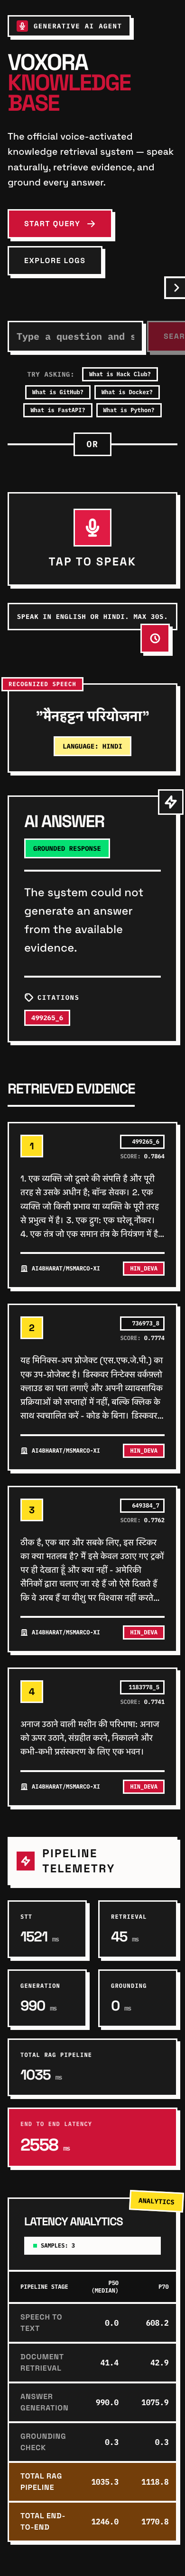 GENERATIVE AI AGENT
VOXORA
KNOWLEDGE
BASE
The official voice-activated
knowledge retrieval system — speak
naturally, retrieve evidence, and
ground every answer.
START QUERY →
EXPLORE LOGS
Type a question and s
SEAR
TRY ASKING:
What is Hack Club?
What is GitHub?
What is Docker?
What is FastAPI?
What is Python?
OR
TAP TO SPEAK
SPEAK IN ENGLISH OR HINDI. MAX 30S.
RECOGNIZED SPEECH
"मैनहट्टन परियोजना"
LANGUAGE: HINDI
AI ANSWER
GROUNDED RESPONSE
The system could not
generate an answer
from the available
evidence.
CITATIONS
499265_6
RETRIEVED EVIDENCE
1
499265_6
SCORE: 0.7864
1. एक व्यक्ति जो दूसरे की संपत्ति है और पूरी
तरह से उसके अधीन है; बॉन्ड सेवक। 2. एक
व्यक्ति जो किसी प्रभाव या व्यक्ति के पूरी तरह
से प्रभुत्व में है। 3. एक ड्रग: एक घरेलू नौकर।
4. एक तंत्र जो एक समान तंत्र के नियंत्रण में है...
AI4BHARAT/MSMARCO-XI
HIN_DEVA
2
736973_8
SCORE: 0.7774
यह मिनिक्स-अप प्रोजेक्ट (एस.एफ.जे.पी.) का
एक उप-प्रोजेक्ट है। डिस्कवर निन्टेक्स वर्कफ़्लो
क्लाउड का पता लगाएँ और अपनी व्यावसायिक
प्रक्रियाओं को सप्ताहों में नहीं, बल्कि क्लिक के
साथ स्वचालित करें - कोड के बिना। डिस्कवर...
AI4BHARAT/MSMARCO-XI
HIN_DEVA
3
649384_7
SCORE: 0.7762
ठीक है, एक बार और सबके लिए, इस स्टिकर
का क्या मतलब है? मैं इसे केवल उठाए गए ट्रकों
पर ही देखता हूँ और क्या नहीं - अमेरिकी
सैनिकों द्वारा चलाए जा रहे हैं जो ऐसे दिखते हैं
कि वे अरब हैं या यीशु पर विश्वास नहीं करते...
AI4BHARAT/MSMARCO-XI
HIN_DEVA
4
1183778_5
SCORE: 0.7741
अनाज उठाने वाली मशीन की परिभाषा: अनाज
को ऊपर उठाने, संग्रहीत करने, निकालने और
कभी-कभी प्रसंस्करण के लिए एक भवन।
AI4BHARAT/MSMARCO-XI
HIN_DEVA
PIPELINE
TELEMETRY
STT
1521 ms
RETRIEVAL
45 ms
GENERATION
990 ms
GROUNDING
0 ms
TOTAL RAG PIPELINE
1035 ms
END TO END LATENCY
2558 ms
ANALYTICS
LATENCY ANALYTICS
SAMPLES: 3
PIPELINE STAGE P50 (MEDIAN) P70
SPEECH TO TEXT 0.0 608.2
DOCUMENT RETRIEVAL 41.4 42.9
ANSWER GENERATION 990.0 1075.9
GROUNDING CHECK 0.3 0.3
TOTAL RAG PIPELINE 1035.3 1118.8
TOTAL END-TO-END 1246.0 1770.8